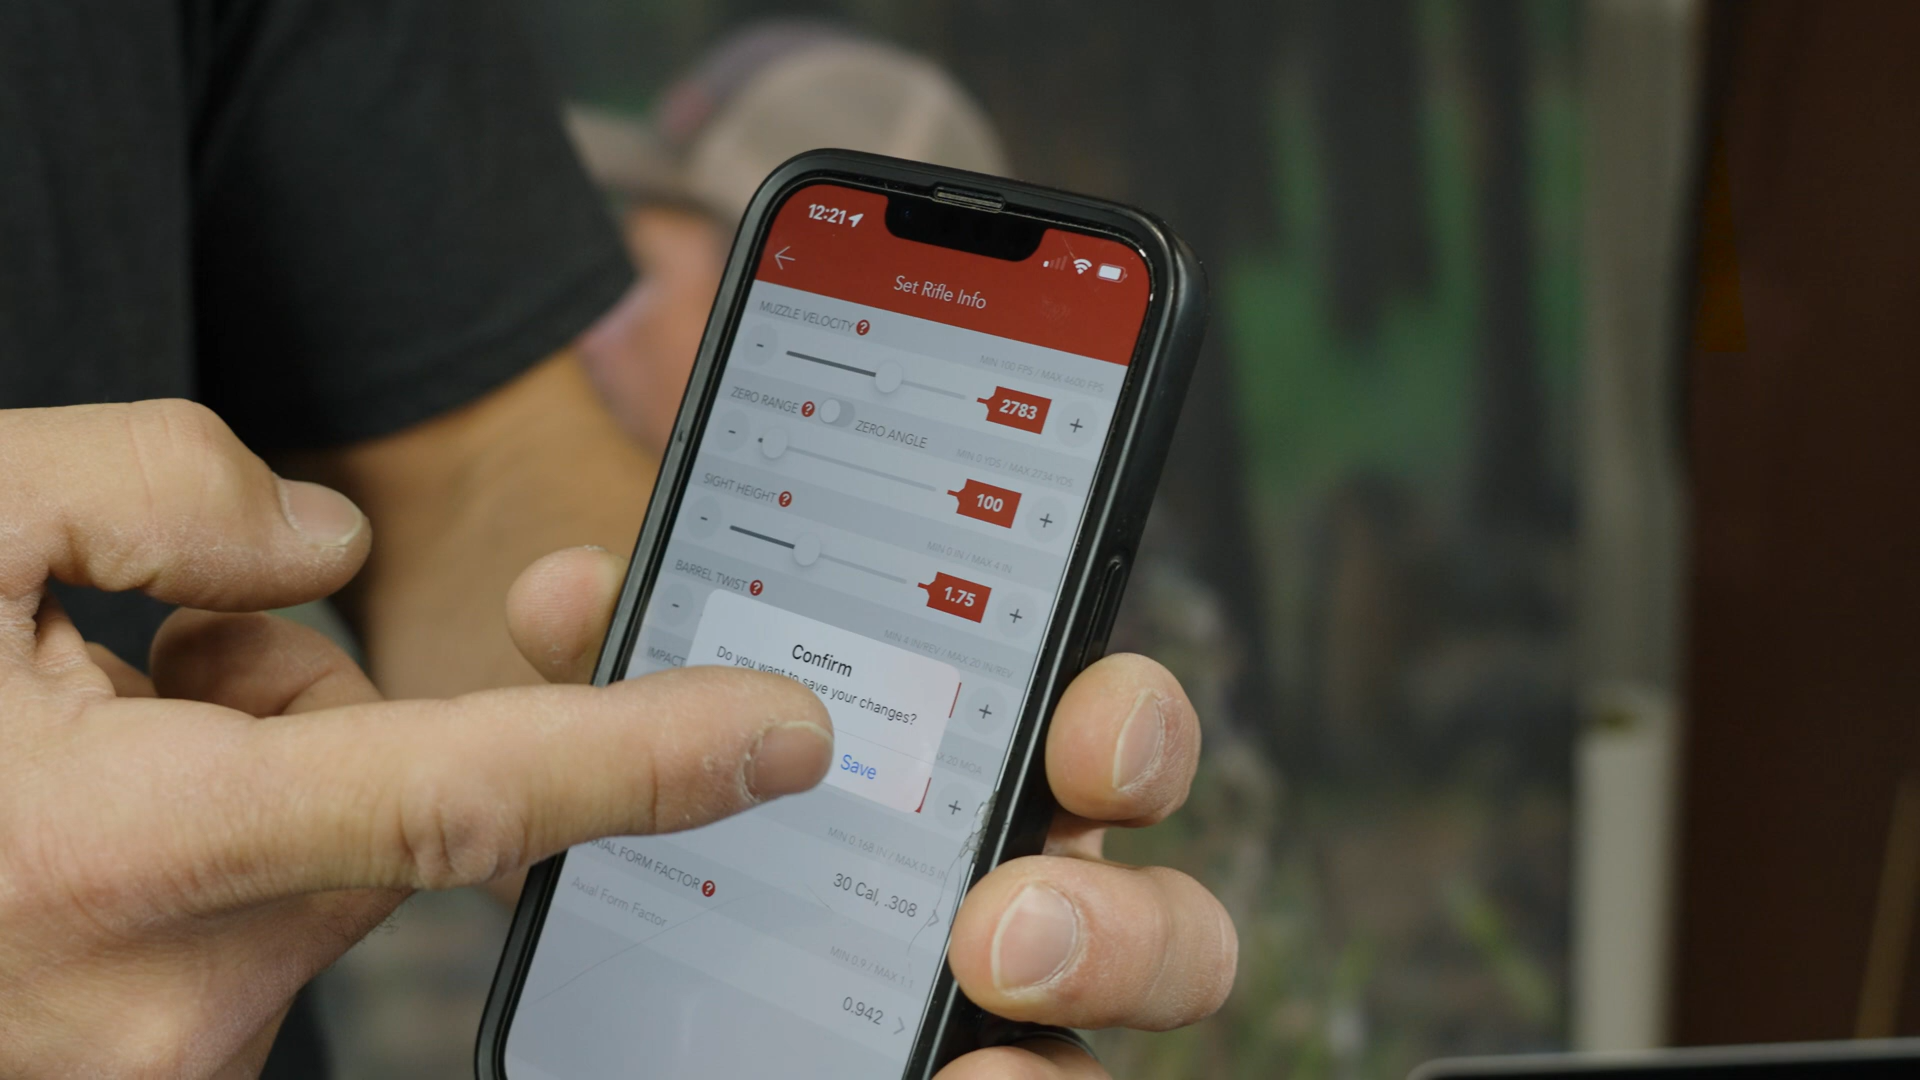 12:21
Set Rifle Info
MUZZLE VELOCITY ?
MIN 100 FPS / MAX 4600 FPS
- 2783 +
ZERO RANGE ? ZERO ANGLE
MIN 0 YDS / MAX 2734 YDS
- 100 +
SIGHT HEIGHT ?
MIN 0 IN / MAX 4 IN
- 1.75 +
BARREL TWIST ?
MIN 4 IN/REV / MAX 20 IN/REV
- +
IMPACT
Confirm
Do you want to save your changes?
20 MOA
Save
+
MIN 0.168 IN / MAX 0.5 IN
30 Cal, .308
AXIAL FORM FACTOR ?
MIN 0.9 / MAX 1.1
Axial Form Factor
0.942